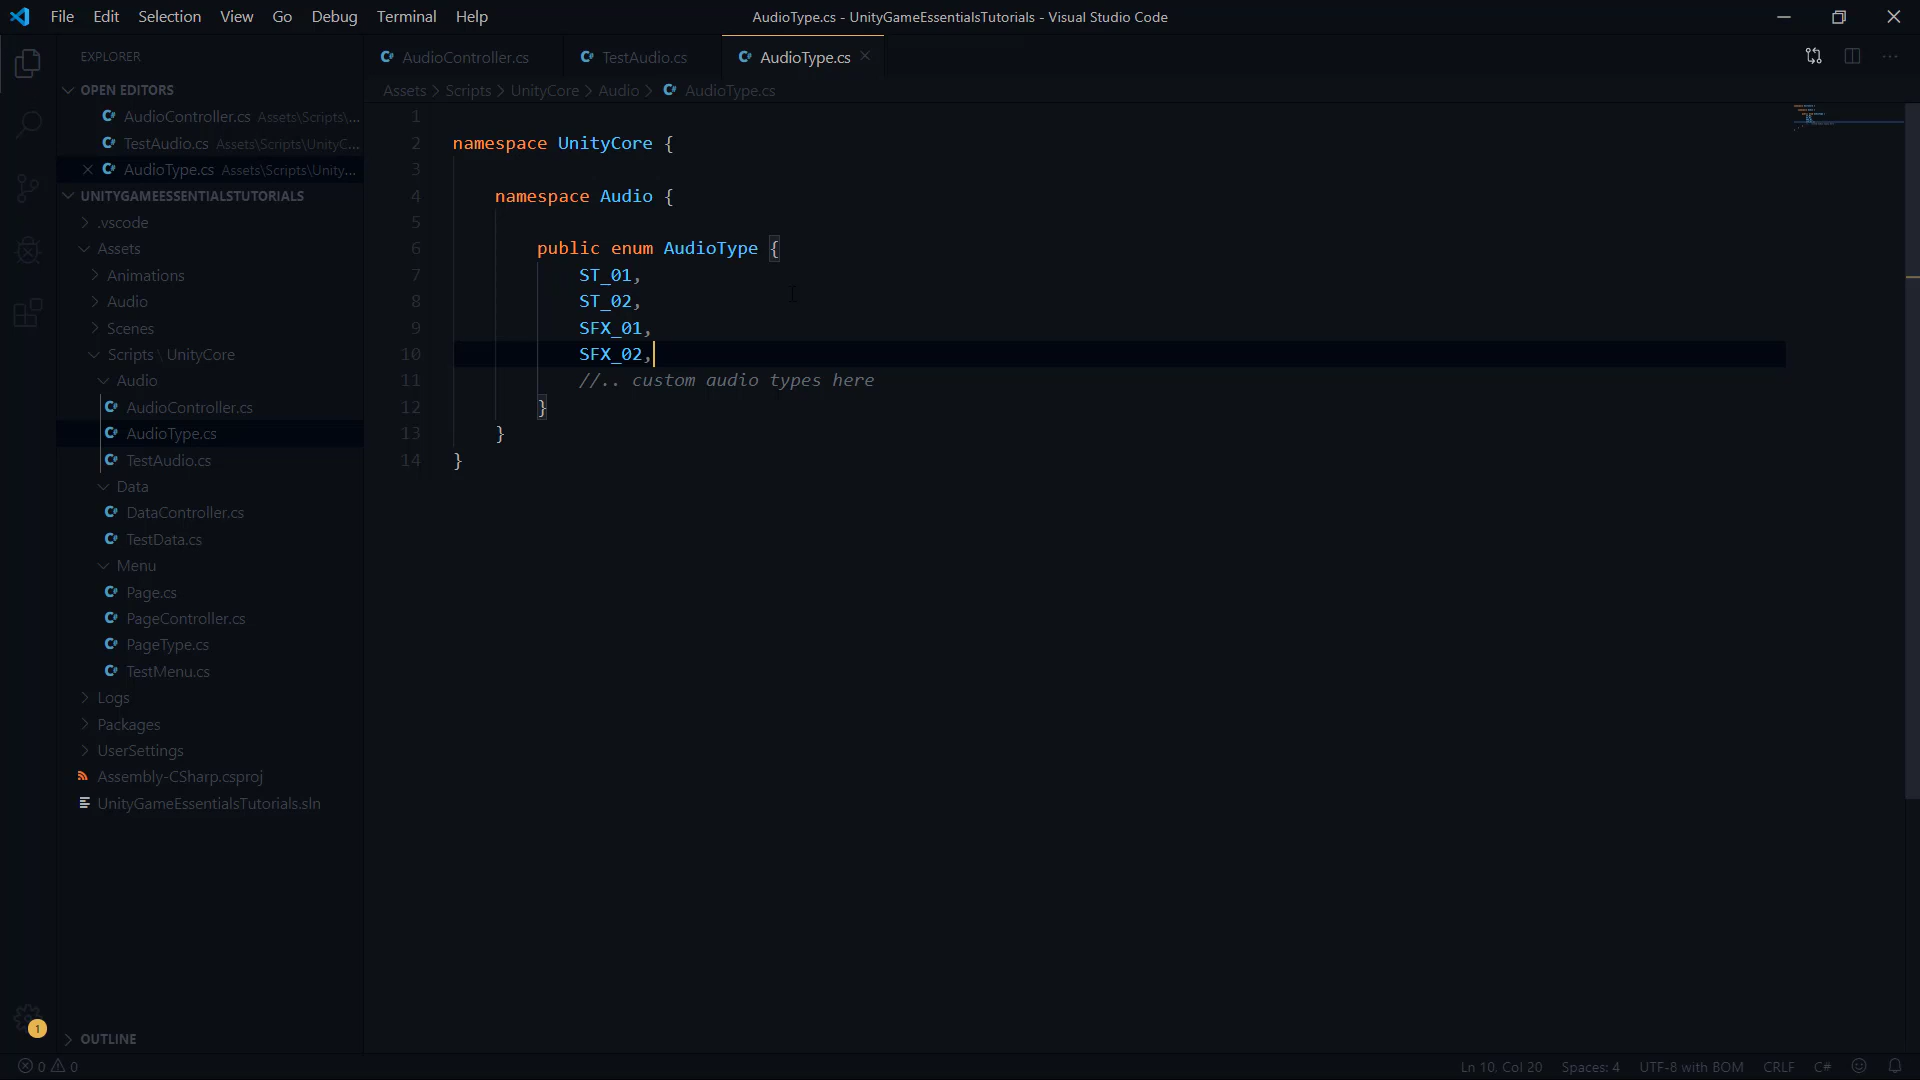 File Edit Selection View Go Debug Terminal Help
AudioType.cs - UnityGameEssentialsTutorials - Visual Studio Code
EXPLORER
OPEN EDITORS
AudioController.cs Assets\Scripts\...
TestAudio.cs Assets\Scripts\UnityC...
AudioType.cs Assets\Scripts\Unity...
UNITYGAMEESSENTIALSTUTORIALS
.vscode
Assets
Animations
Audio
Scenes
Scripts \ UnityCore
Audio
AudioController.cs
AudioType.cs
TestAudio.cs
Data
DataController.cs
TestData.cs
Menu
Page.cs
PageController.cs
PageType.cs
TestMenu.cs
Logs
Packages
UserSettings
Assembly-CSharp.csproj
UnityGameEssentialsTutorials.sln
OUTLINE
1
AudioController.cs TestAudio.cs AudioType.cs
Assets > Scripts > UnityCore > Audio > AudioType.cs
1
2 namespace UnityCore {
3
4 namespace Audio {
5
6 public enum AudioType {
7 ST_01,
8 ST_02,
9 SFX_01,
10 SFX_02,
11 //.. custom audio types here
12 }
13 }
14 }
0 0
Ln 10, Col 20 Spaces: 4 UTF-8 with BOM CRLF C#